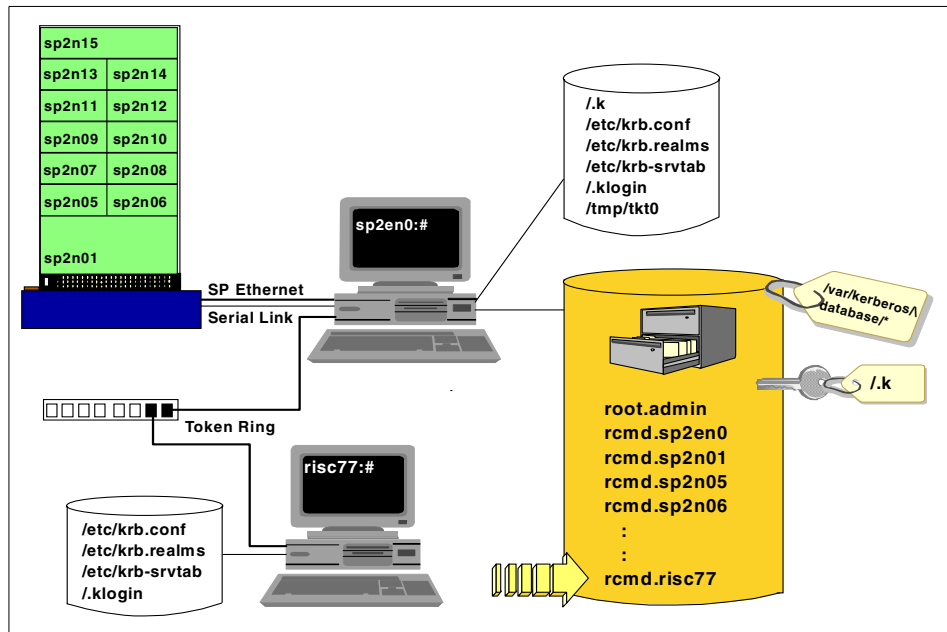 sp2n15
sp2n13 sp2n14
sp2n11 sp2n12
sp2n09 sp2n10
sp2n07 sp2n08
sp2n05 sp2n06
sp2n01
SP Ethernet
Serial Link
sp2en0:#
/.k
/etc/krb.conf
/etc/krb.realms
/etc/krb-srvtab
/.klogin
/tmp/tkt0
/var/kerberos/\
database/*
/.k
root.admin
rcmd.sp2en0
rcmd.sp2n01
rcmd.sp2n05
rcmd.sp2n06
:
:
rcmd.risc77
Token Ring
risc77:#
/etc/krb.conf
/etc/krb.realms
/etc/krb-srvtab
/.klogin